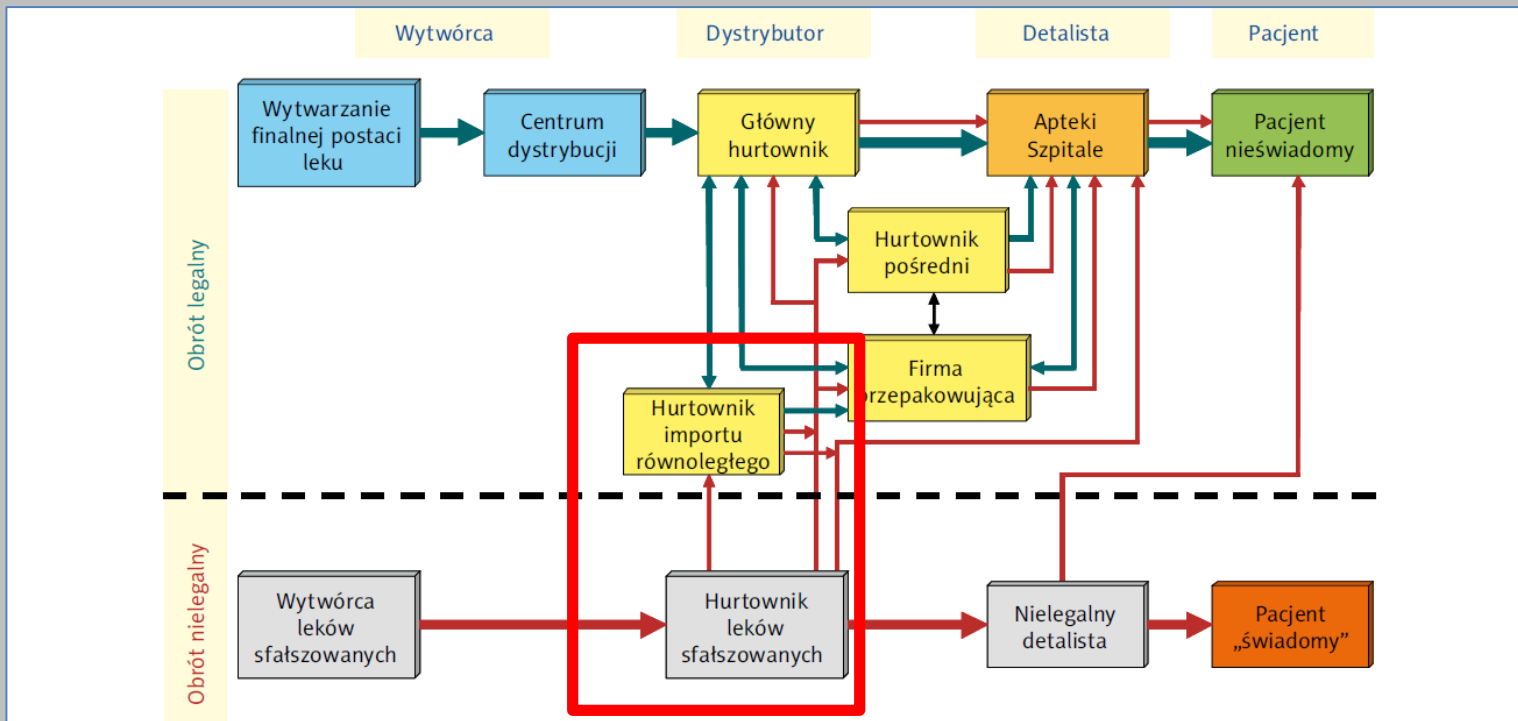 Wytwórca
Dystrybutor
Detalista
Pacjent
Obrót legalny
Wytwarzanie
finalnej postaci
leku
Centrum
dystrybucji
Główny
hurtownik
Apteki
Szpitale
Pacjent
nieświadomy
Hurtownik
pośredni
Firma
przepakowująca
Hurtownik
importu
równoległego
Obrót nielegalny
Wytwórca
leków
sfałszowanych
Hurtownik
leków
sfałszowanych
Nielegalny
detalista
Pacjent
„świadomy”